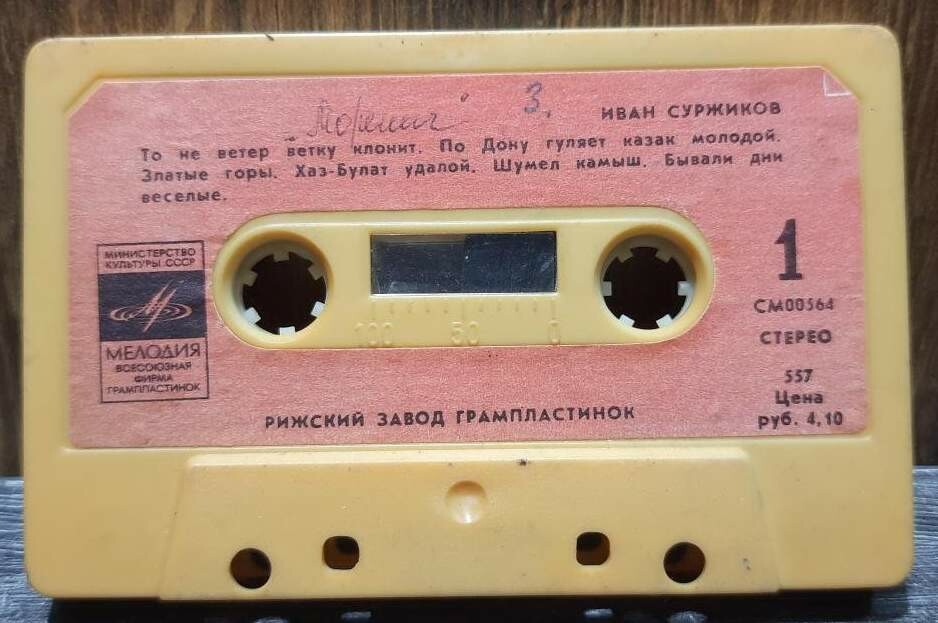 3.
ИВАН СУРЖИКОВ
То не ветер ветку клонит. По Дону гуляет казак молодой.
Златые горы. Хаз-Булат удалой. Шумел камыш. Бывали дни
веселые.
МИНИСТЕРСТВО
КУЛЬТУРЫ СССР
МЕЛОДИЯ
ВСЕСОЮЗНАЯ
ФИРМА
ГРАМПЛАСТИНОК
100 50 0
1
СМ00564
СТЕРЕО
557
Цена
руб. 4,10
РИЖСКИЙ ЗАВОД ГРАМПЛАСТИНОК